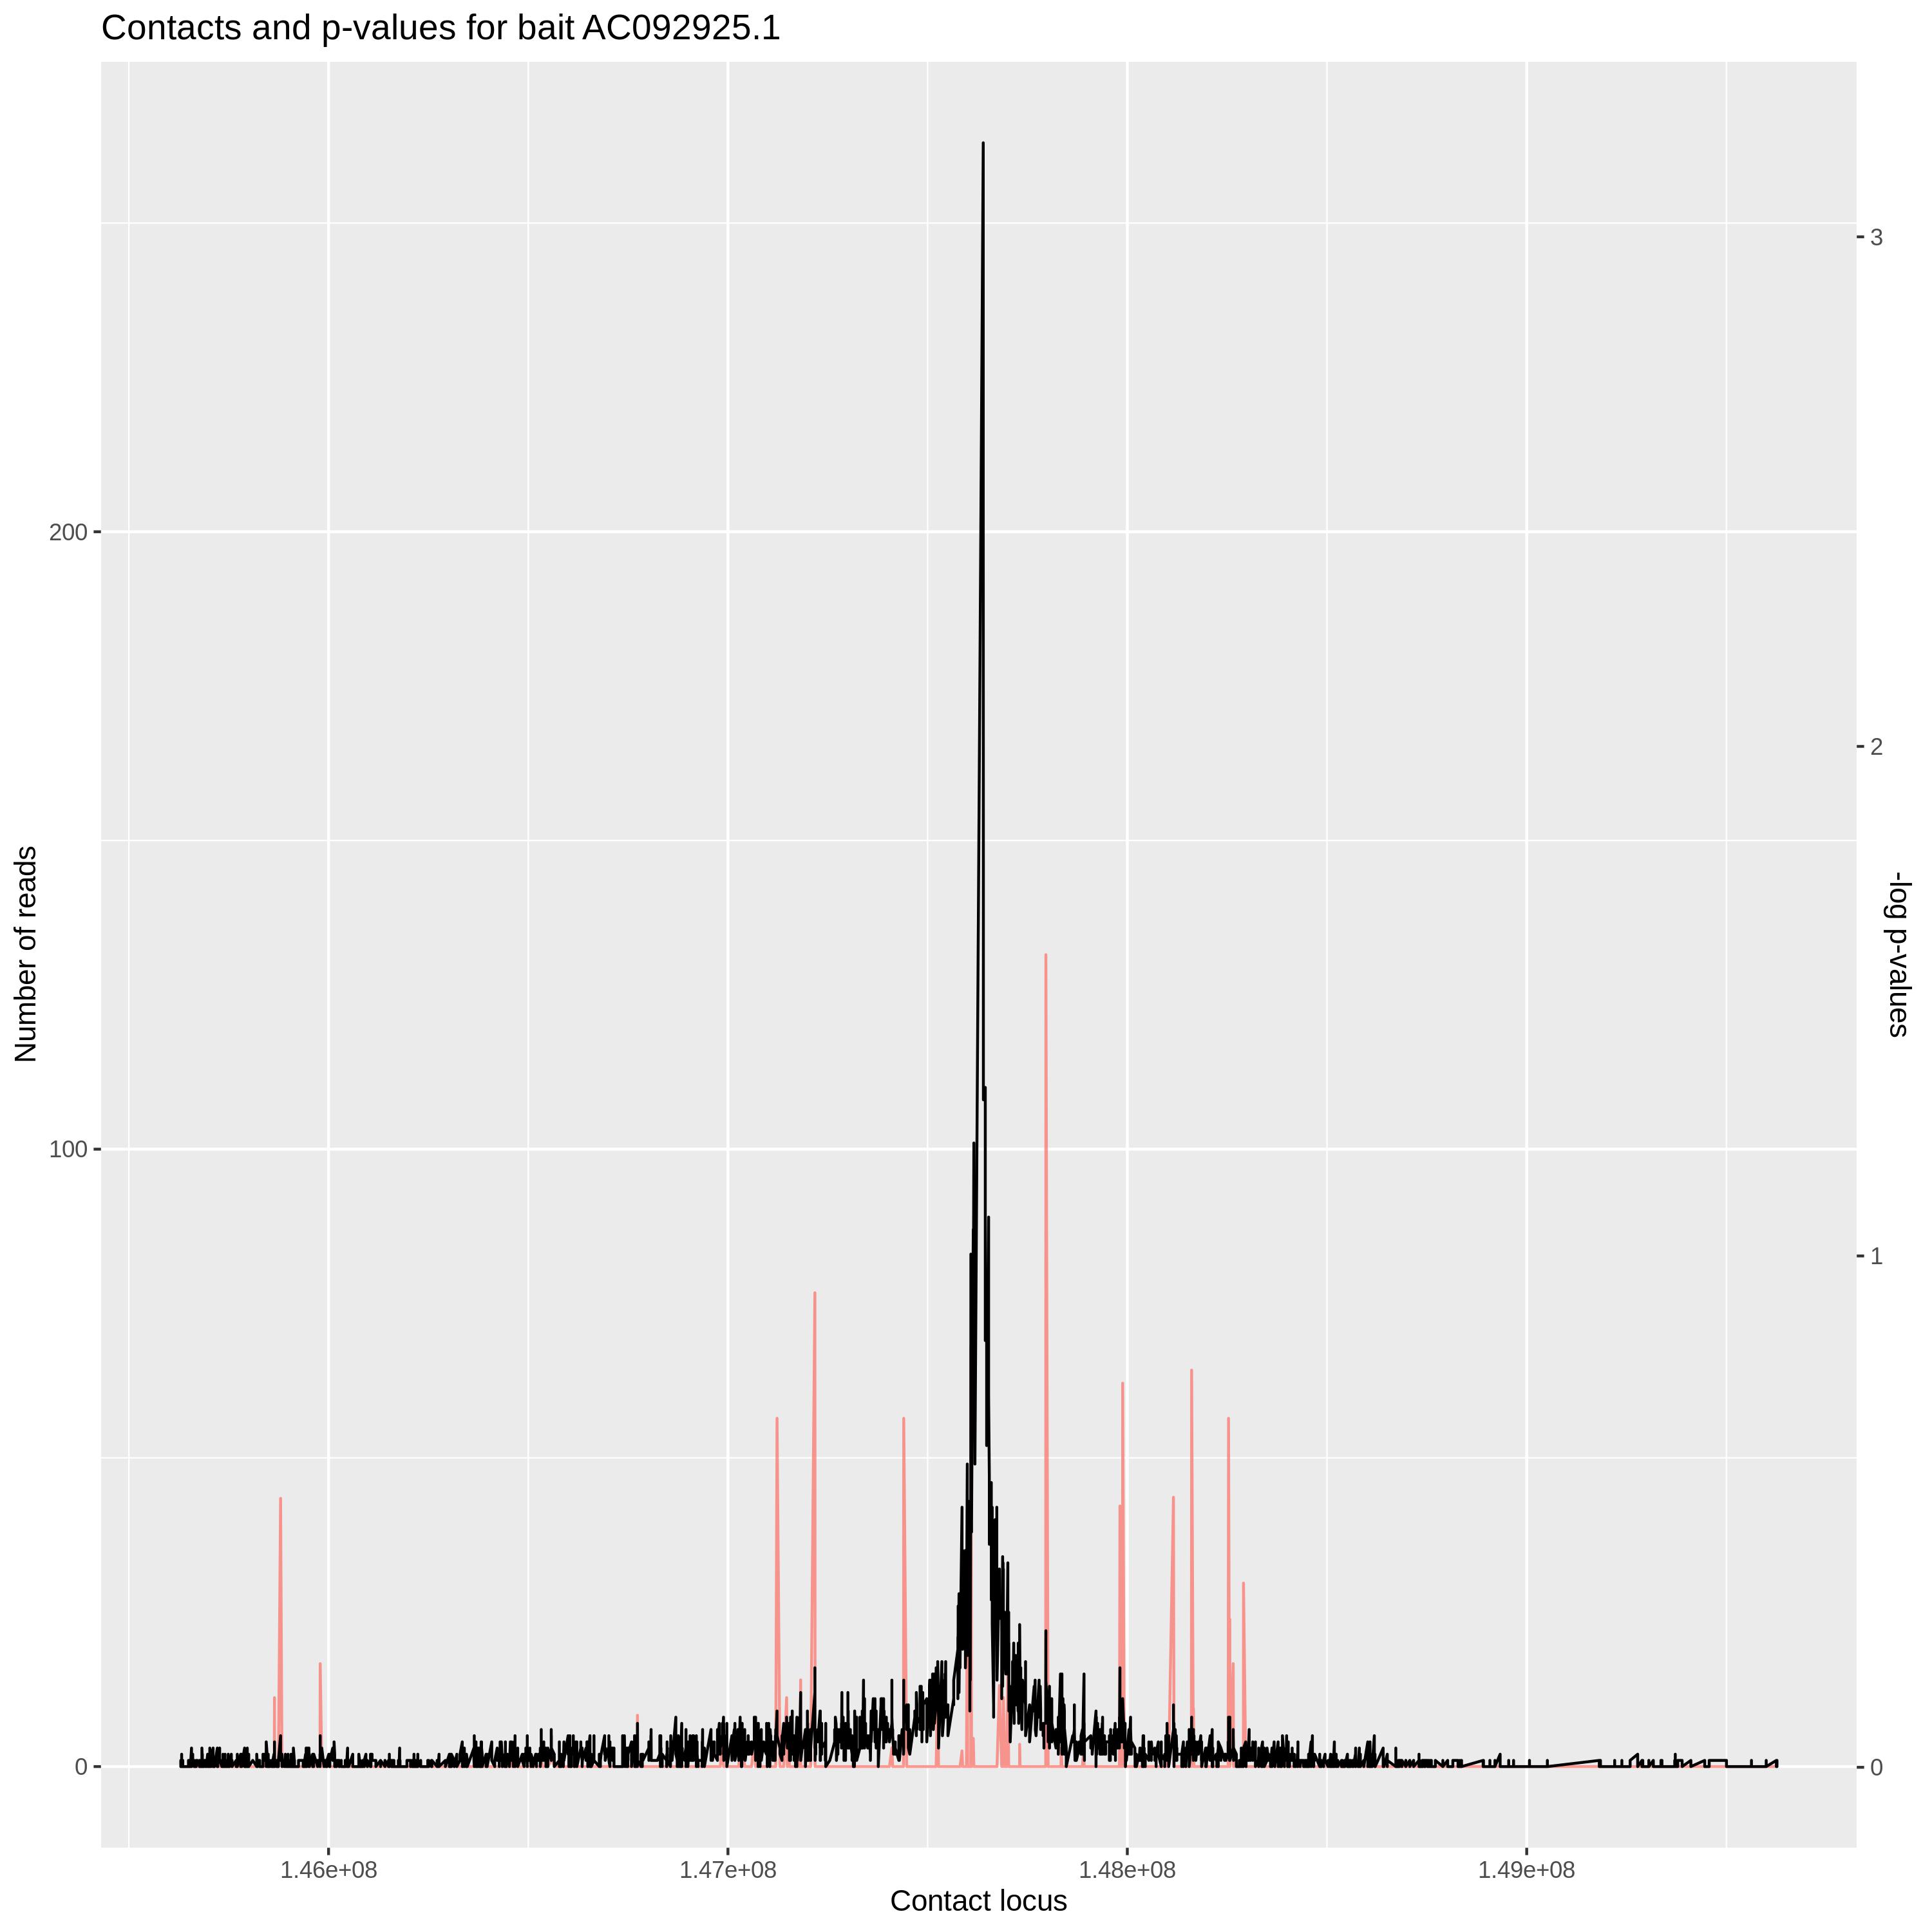 Contacts and p-values for bait AC092925.1
Number of reads
200
100
0
3
2
1
0
-log p-values
1.46e+08
1.47e+08
1.48e+08
1.49e+08
Contact locus